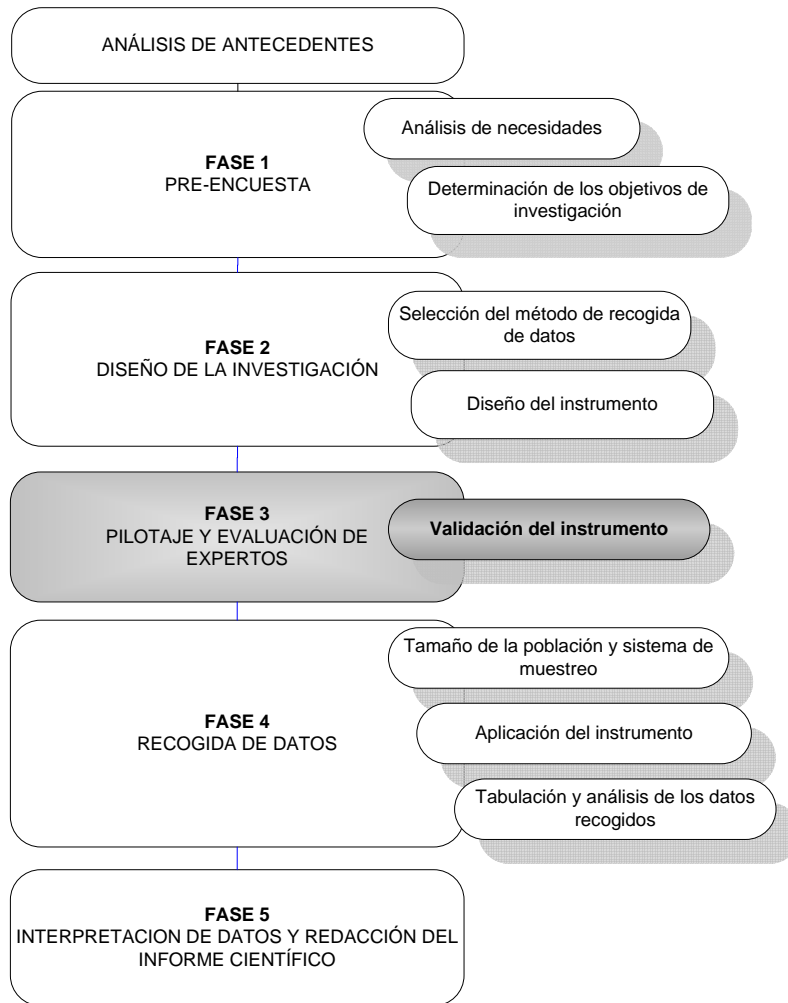 ANÁLISIS DE ANTECEDENTES
FASE 1
PRE-ENCUESTA
Análisis de necesidades
Determinación de los objetivos de
investigación
FASE 2
DISEÑO DE LA INVESTIGACIÓN
Selección del método de recogida
de datos
Diseño del instrumento
FASE 3
PILOTAJE Y EVALUACIÓN DE
EXPERTOS
Validación del instrumento
FASE 4
RECOGIDA DE DATOS
Tamaño de la población y sistema de
muestreo
Aplicación del instrumento
Tabulación y análisis de los datos
recogidos
FASE 5
INTERPRETACION DE DATOS Y REDACCIÓN DEL
INFORME CIENTÍFICO